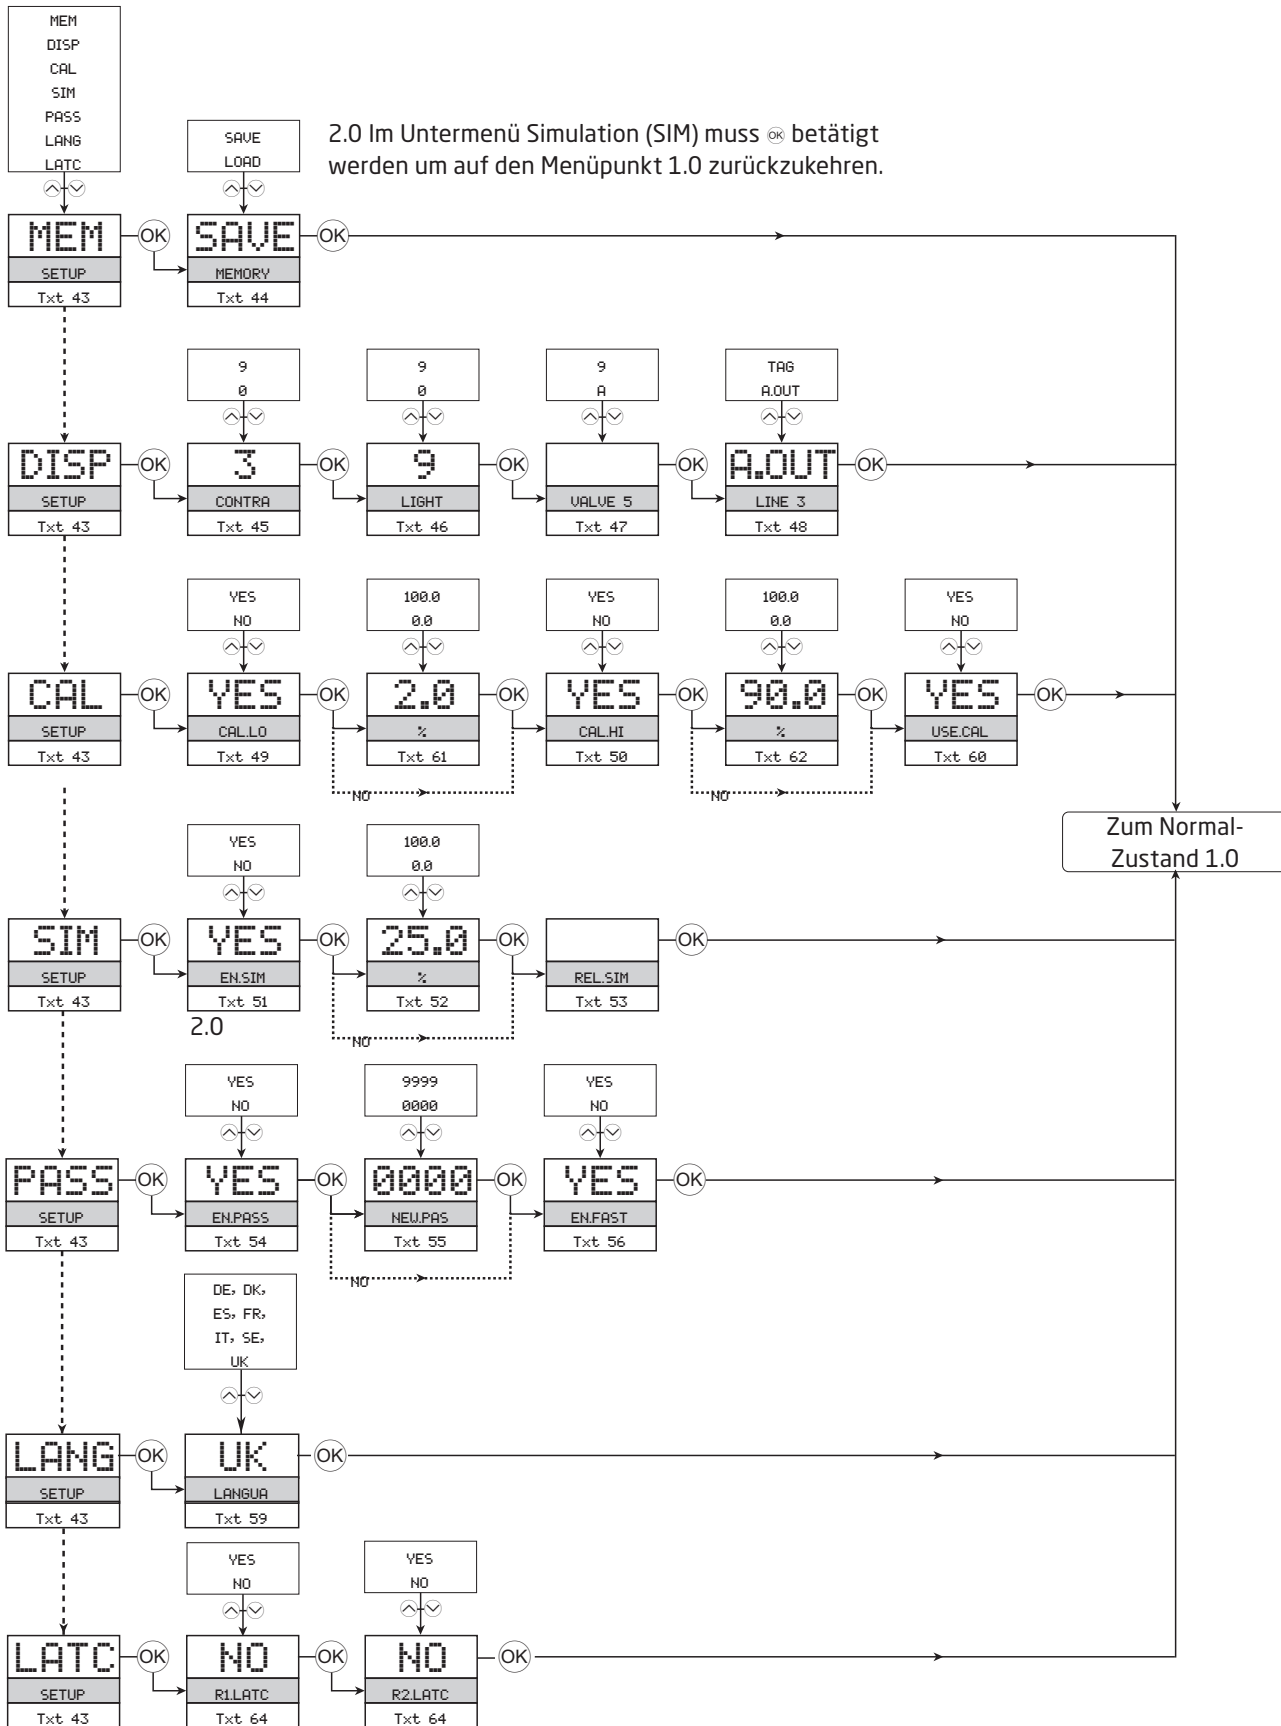 MEM
DISP
CAL
SIM
PASS
LANG
LATC
SAVE
LOAD
2.0 Im Untermenü Simulation (SIM) muss OK betätigt
werden um auf den Menüpunkt 1.0 zurückzukehren.
MEM
OK
SAVE
OK
SETUP
MEMORY
Txt 43
Txt 44
9
0
9
0
9
A
TAG
A.OUT
DISP
OK
3
OK
9
OK
OK
A.OUT
OK
SETUP
CONTRA
LIGHT
VALVE 5
LINE 3
Txt 43
Txt 45
Txt 46
Txt 47
Txt 48
YES
NO
100.0
0.0
YES
NO
100.0
0.0
YES
NO
CAL
OK
YES
OK
2.0
OK
YES
OK
90.0
OK
YES
OK
SETUP
CAL.LO
%
CAL.HI
%
USE.CAL
Txt 43
Txt 49
Txt 61
Txt 50
Txt 62
Txt 60
NO
NO
Zum Normal-
Zustand 1.0
YES
NO
100.0
0.0
SIM
OK
YES
OK
25.0
OK
OK
SETUP
EN.SIM
%
REL.SIM
Txt 43
Txt 51
Txt 52
Txt 53
2.0
NO
YES
NO
9999
0000
YES
NO
PASS
OK
YES
OK
0000
OK
YES
OK
SETUP
EN.PASS
NEW.PAS
EN.FAST
Txt 43
Txt 54
Txt 55
Txt 56
NO
DE, DK,
ES, FR,
IT, SE,
UK
LANG
OK
UK
OK
SETUP
LANGUA
Txt 43
Txt 59
YES
NO
YES
NO
LATC
OK
NO
OK
NO
OK
SETUP
R1.LATC
R2.LATC
Txt 43
Txt 64
Txt 64